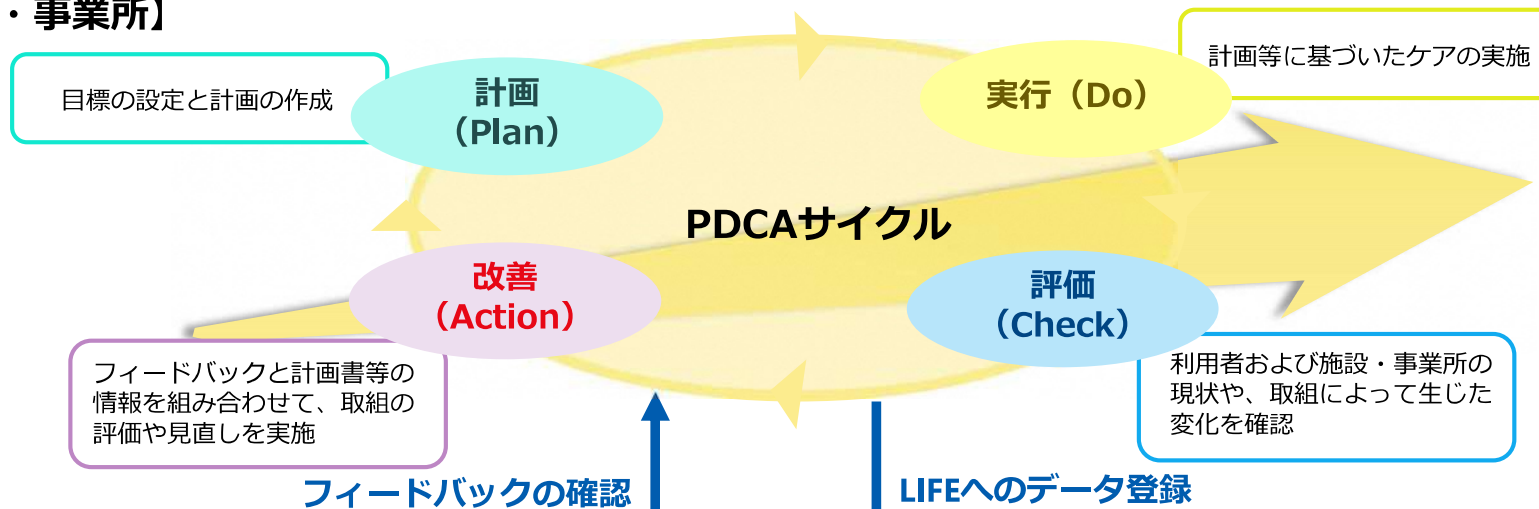 ・事業所】
目標の設定と計画の作成
計画
（Plan）
実行（Do）
計画等に基づいたケアの実施
PDCAサイクル
改善
（Action）
評価
（Check）
フィードバックと計画書等の
情報を組み合わせて、取組の
評価や見直しを実施
利用者および施設・事業所の
現状や、取組によって生じた
変化を確認
フィードバックの確認
LIFEへのデータ登録